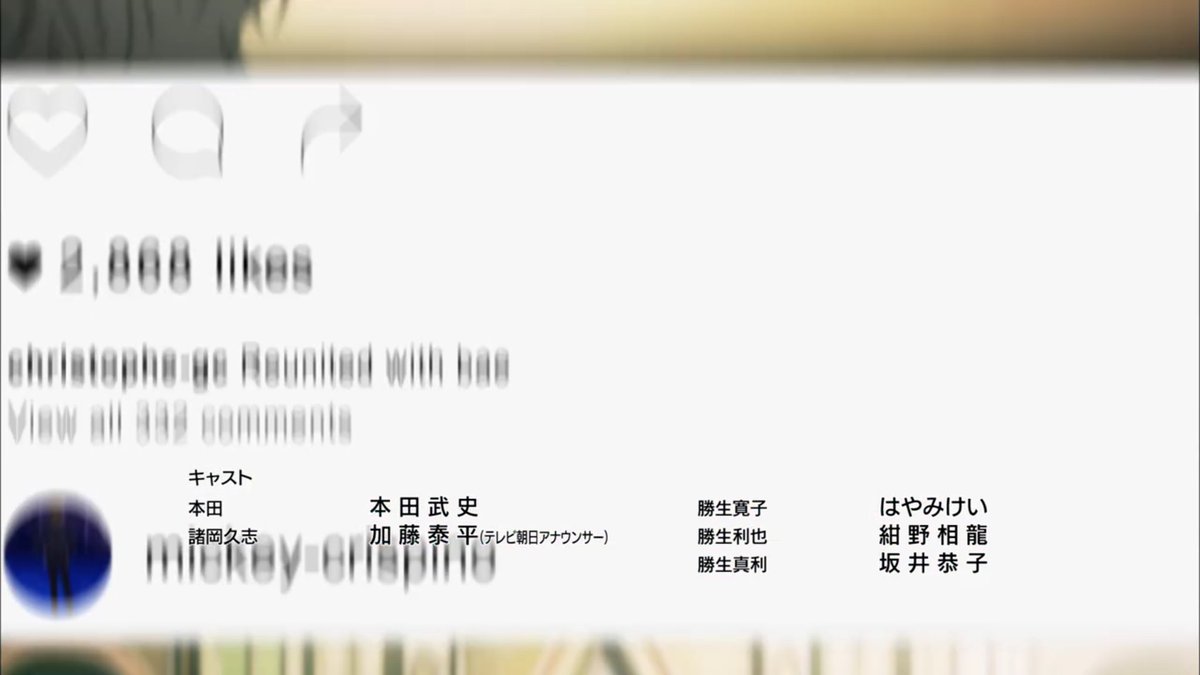 likes
christophe-gc Reunited with bae
View all 332 comments
キャスト
本田 本田武史 勝生寛子 はやみけい
諸岡久志 加藤泰平(テレビ朝日アナウンサー) 勝生利也 紺野相龍
勝生真利 坂井恭子
mickey-crispino